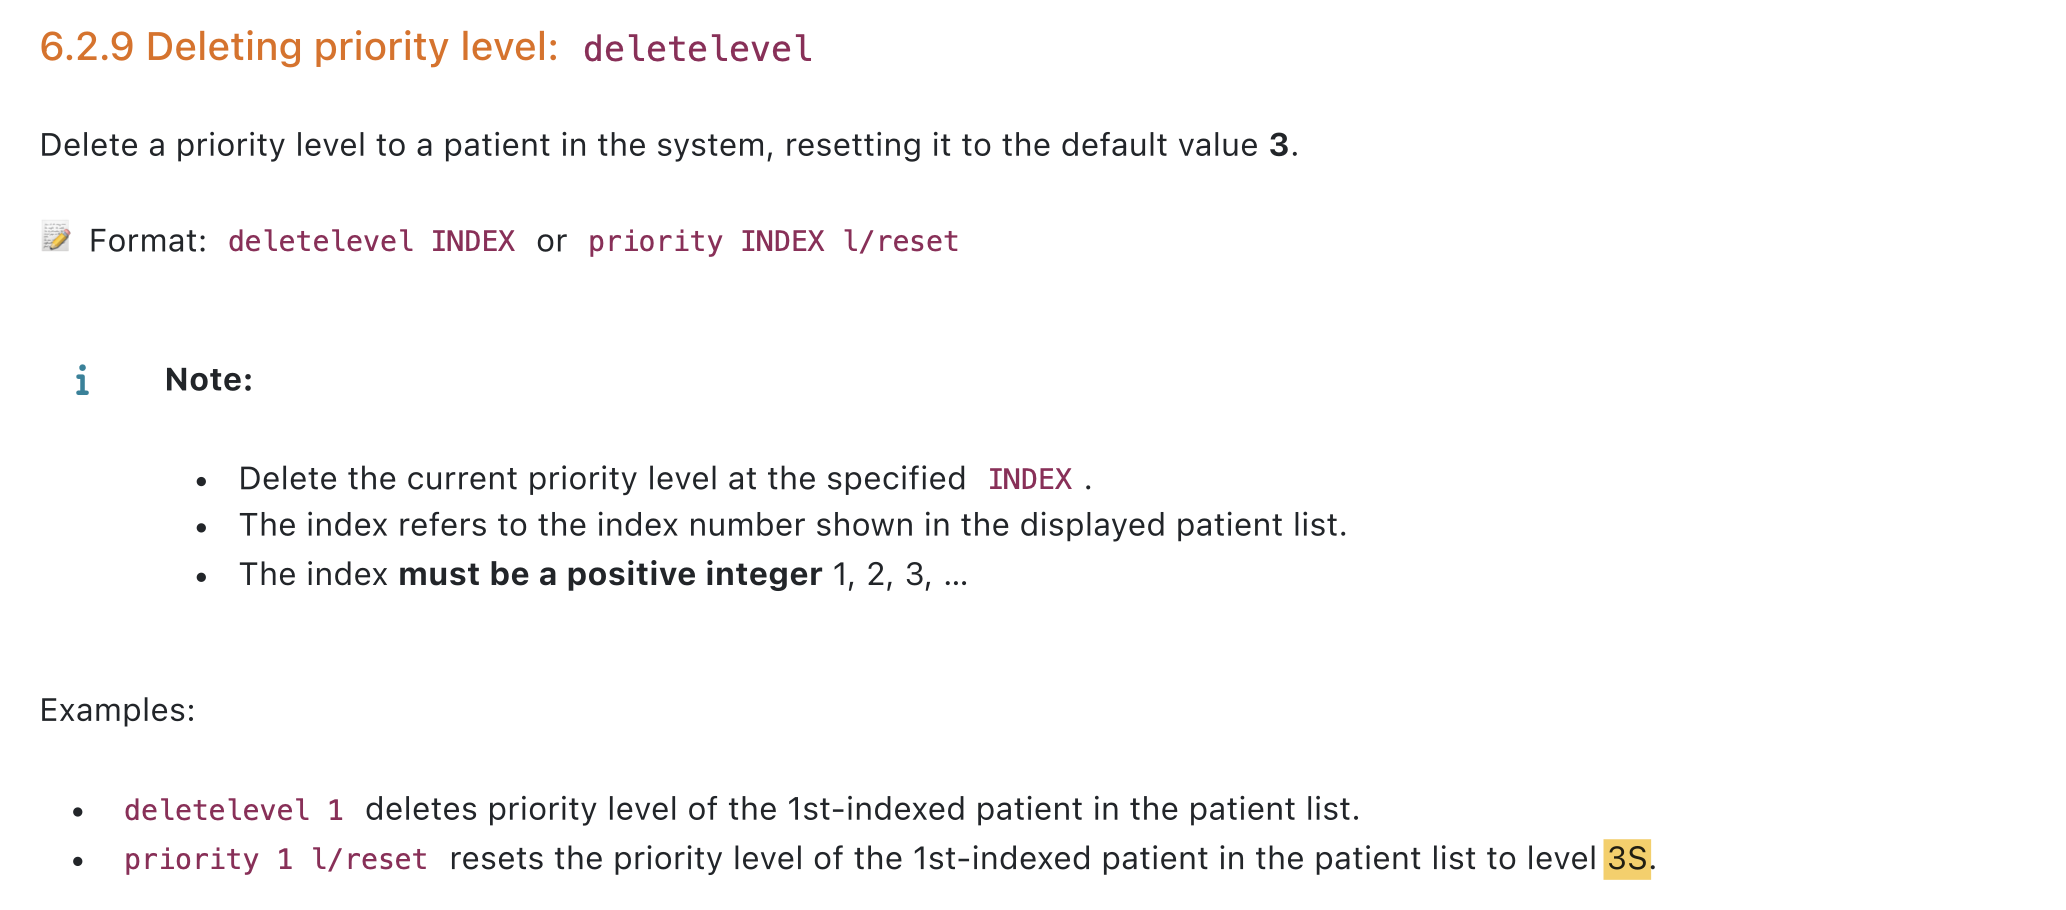 6.2.9 Deleting priority level: deletelevel
Delete a priority level to a patient in the system, resetting it to the default value 3.
Format: deletelevel INDEX or priority INDEX l/reset
i Note:
• Delete the current priority level at the specified INDEX .
• The index refers to the index number shown in the displayed patient list.
• The index must be a positive integer 1, 2, 3, …
Examples:
• deletelevel 1 deletes priority level of the 1st-indexed patient in the patient list.
• priority 1 l/reset resets the priority level of the 1st-indexed patient in the patient list to level 3S.